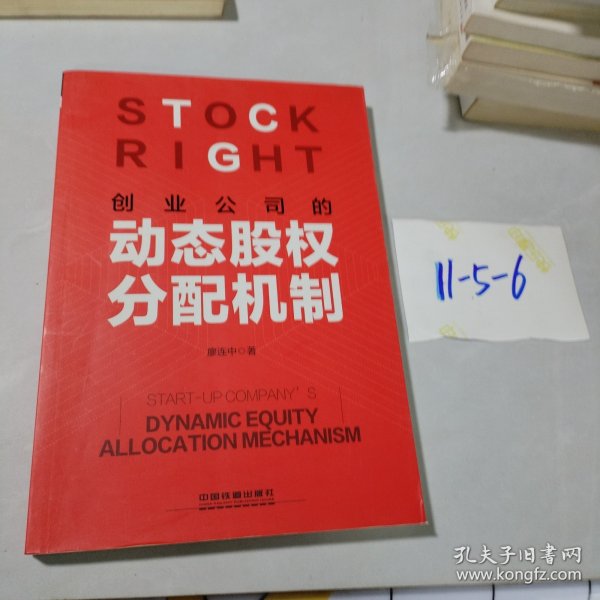 STOCK
RIGHT
创业公司的
动态股权
分配机制
廖连中◎著
START-UP COMPANY'S
DYNAMIC EQUITY
ALLOCATION MECHANISM
中国铁道出版社
11-5-6
孔夫子旧书网
www.kongfz.com